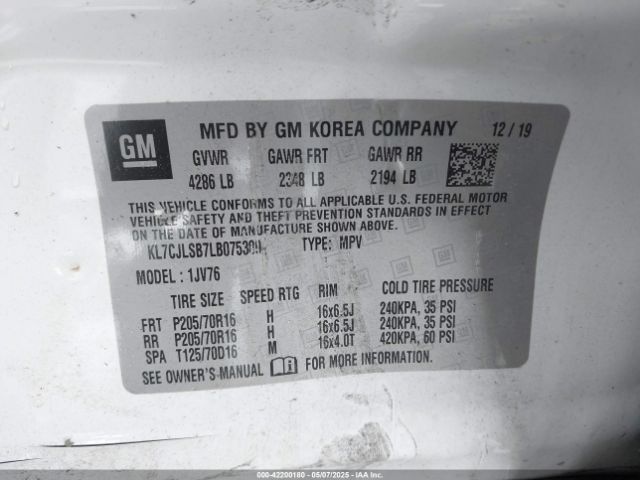 GM MFD BY GM KOREA COMPANY 12 / 19
GVWR GAWR FRT GAWR RR
4286 LB 2348 LB 2194 LB
THIS VEHICLE CONFORMS TO ALL APPLICABLE U.S. FEDERAL MOTOR
VEHICLE SAFETY AND THEFT PREVENTION STANDARDS IN EFFECT
ON THE DATE OF MANUFACTURE SHOWN ABOVE.
TYPE: MPV
MODEL : 1JV76
TIRE SIZE SPEED RTG RIM COLD TIRE PRESSURE
FRT P205/70R16 H 16x6.5J 240KPA, 35 PSI
RR P205/70R16 H 16x6.5J 240KPA, 35 PSI
SPA T125/70D16 M 16x4.0T 420KPA, 60 PSI
SEE OWNER'S MANUAL FOR MORE INFORMATION.
000-42200180 - 05/07/2025 - IAAI.COM